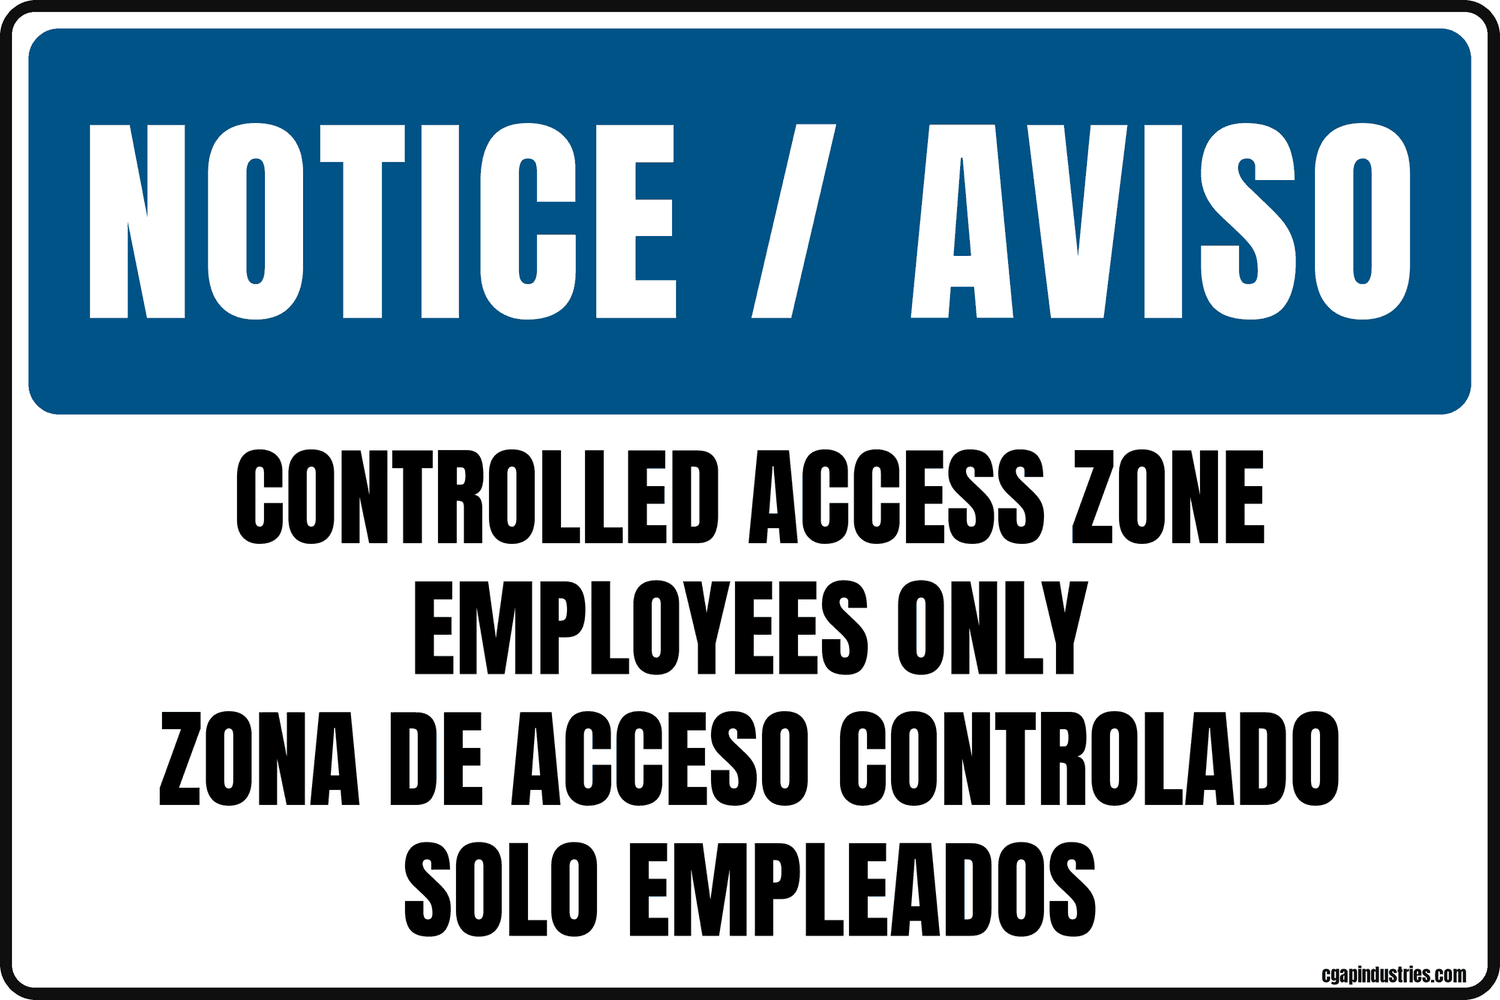 NOTICE / AVISO
CONTROLLED ACCESS ZONE
EMPLOYEES ONLY
ZONA DE ACCESO CONTROLADO
SOLO EMPLEADOS
cgapindustries.com